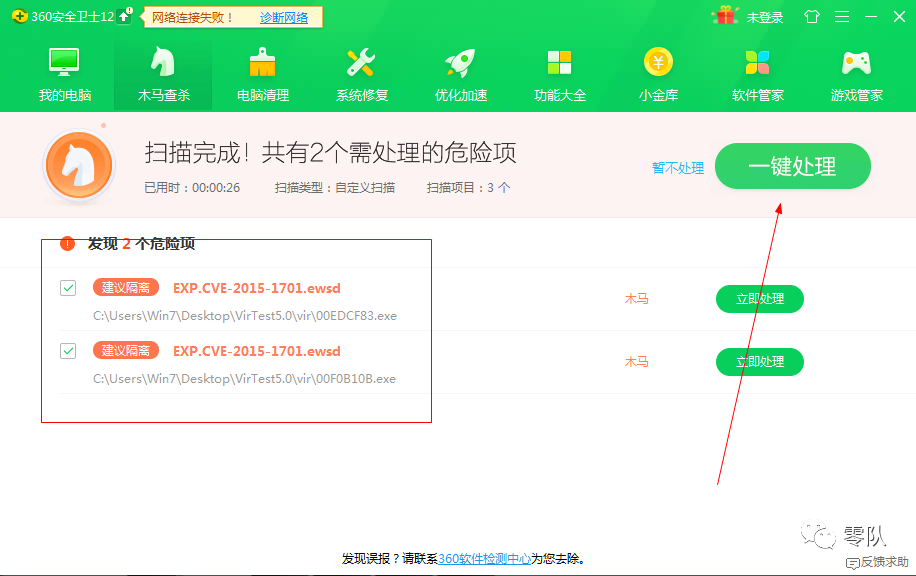 360安全卫士12
网络连接失败！ 诊断网络
未登录
我的电脑 木马查杀 电脑清理 系统修复 优化加速 功能大全 小金库 软件管家 游戏管家
扫描完成！共有2个需处理的危险项
已用时：00:00:26 扫描类型：自定义扫描 扫描项目：3 个
暂不处理 一键处理
发现 2 个危险项
建议隔离 EXP.CVE-2015-1701.ewsd
木马 立即处理
C:\Users\Win7\Desktop\VirTest5.0\vir\00EDCF83.exe
建议隔离 EXP.CVE-2015-1701.ewsd
木马 立即处理
C:\Users\Win7\Desktop\VirTest5.0\vir\00F0B10B.exe
零队
发现误报？请联系360软件检测中心为您去除。
反馈求助